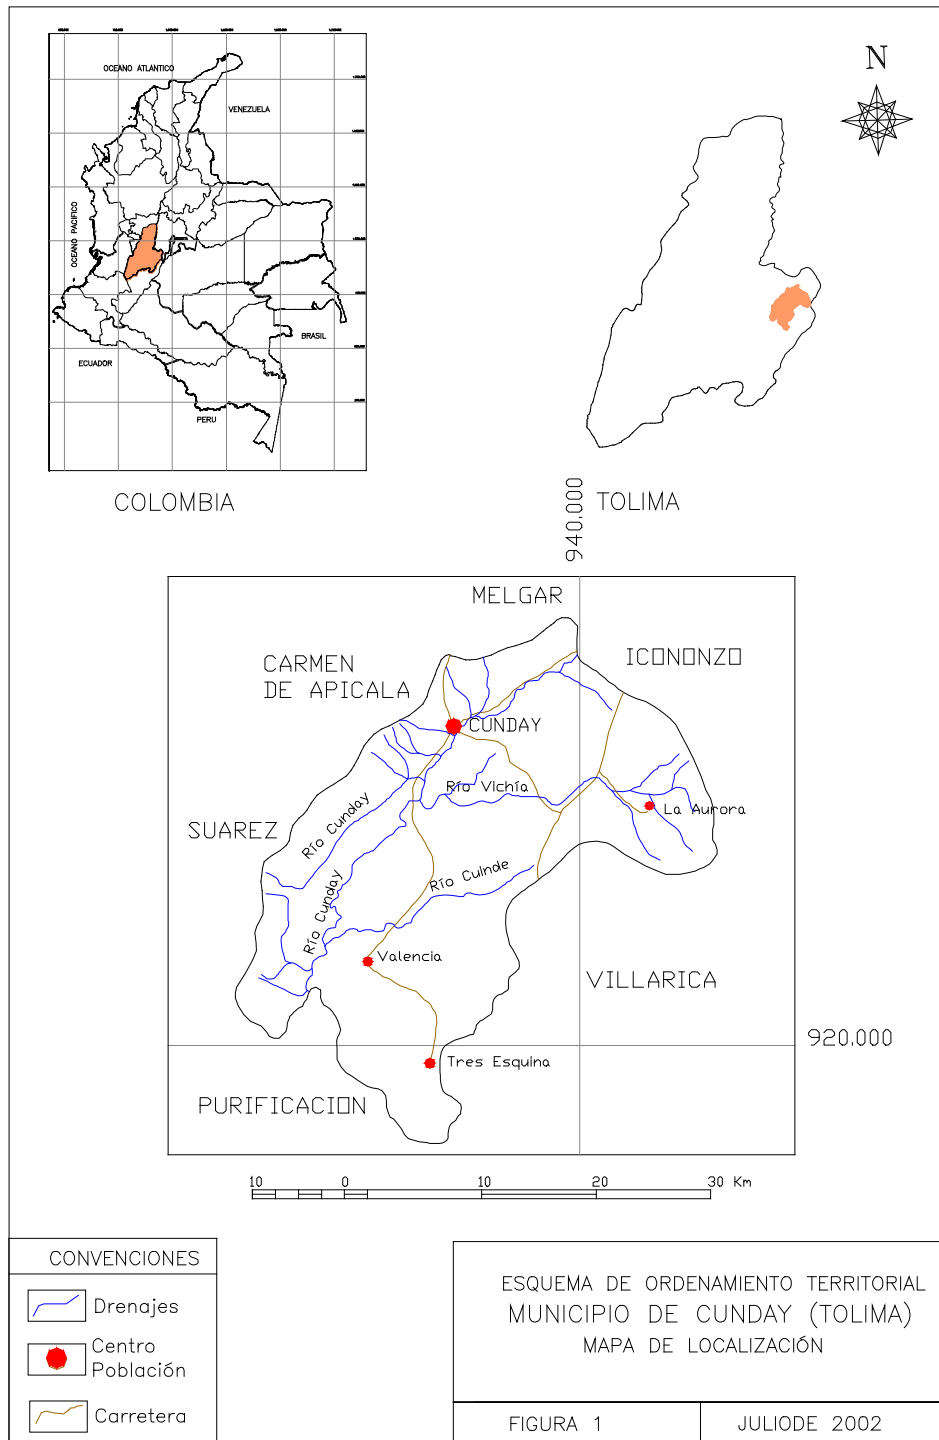 OCEANO ATLANTICO
VENEZUELA
OCEANO PACIFICO
BRASIL
ECUADOR
PERU
COLOMBIA
N
TOLIMA
940.000
MELGAR
ICONONZO
CARMEN
DE APICALA
CUNDAY
Río VIchía
La Aurora
SUAREZ
Río Cunday
Río CuInde
Río Cunday
Valencia
VILLARICA
920.000
Tres Esquina
PURIFICACION
10 0 10 20 30 Km
CONVENCIONES
Drenajes
Centro
Población
Carretera
ESQUEMA DE ORDENAMIENTO TERRITORIAL
MUNICIPIO DE CUNDAY (TOLIMA)
MAPA DE LOCALIZACIÓN
FIGURA 1
JULIODE 2002